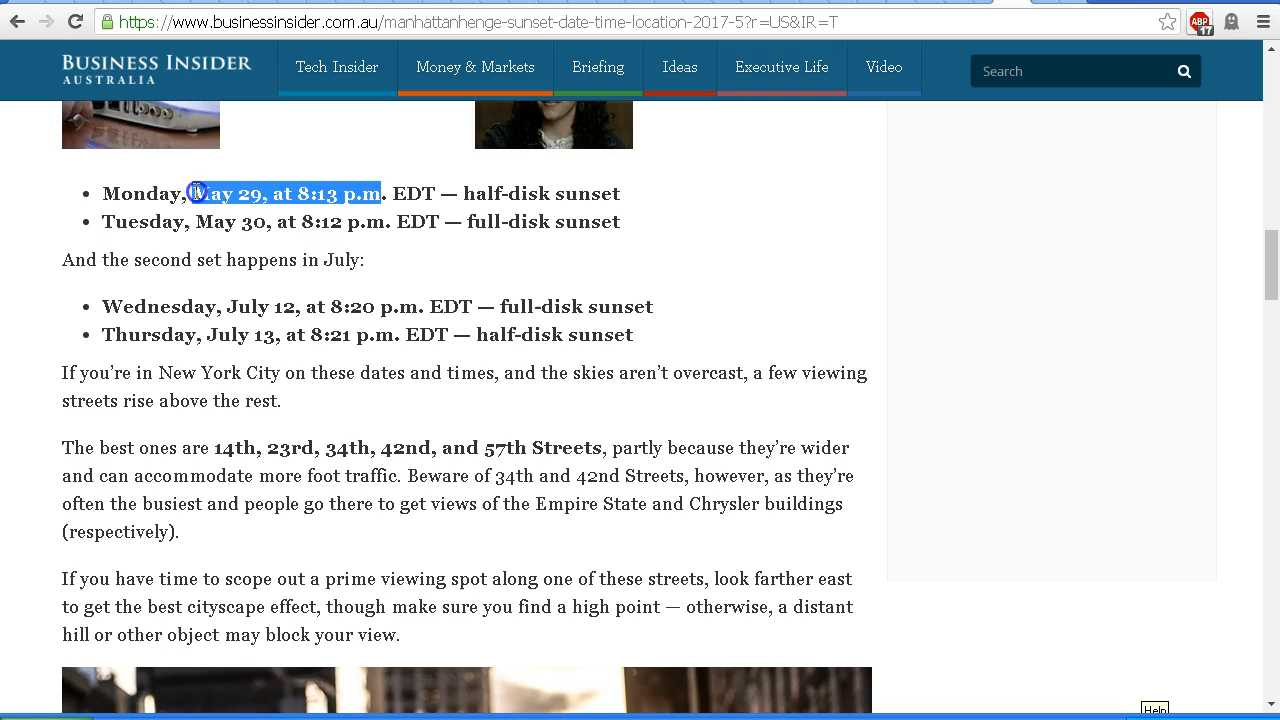 https://www.businessinsider.com.au/manhattanhenge-sunset-date-time-location-2017-5?r=US&IR=T
ABP
17
BUSINESS INSIDER
AUSTRALIA
Tech Insider
Money & Markets
Briefing
Ideas
Executive Life
Video
Search
• Monday, May 29, at 8:13 p.m. EDT — half-disk sunset
• Tuesday, May 30, at 8:12 p.m. EDT — full-disk sunset
And the second set happens in July:
• Wednesday, July 12, at 8:20 p.m. EDT — full-disk sunset
• Thursday, July 13, at 8:21 p.m. EDT — half-disk sunset
If you’re in New York City on these dates and times, and the skies aren’t overcast, a few viewing
streets rise above the rest.
The best ones are 14th, 23rd, 34th, 42nd, and 57th Streets, partly because they’re wider
and can accommodate more foot traffic. Beware of 34th and 42nd Streets, however, as they’re
often the busiest and people go there to get views of the Empire State and Chrysler buildings
(respectively).
If you have time to scope out a prime viewing spot along one of these streets, look farther east
to get the best cityscape effect, though make sure you find a high point — otherwise, a distant
hill or other object may block your view.
Help